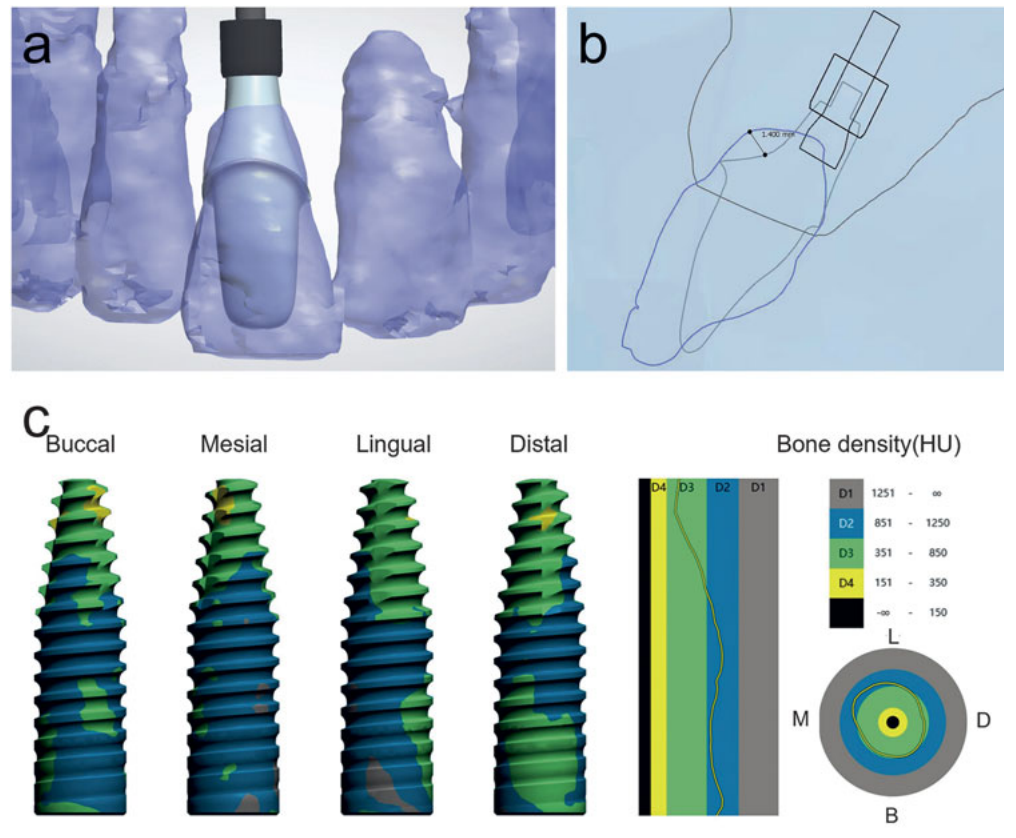 a
b
1.400 mm
c
Buccal
Mesial
Lingual
Distal
Bone density(HU)
D4
D3
D2
D1
D1 1251 - ∞
D2 851 - 1250
D3 351 - 850
D4 151 - 350
-∞ - 150
L
M
D
B